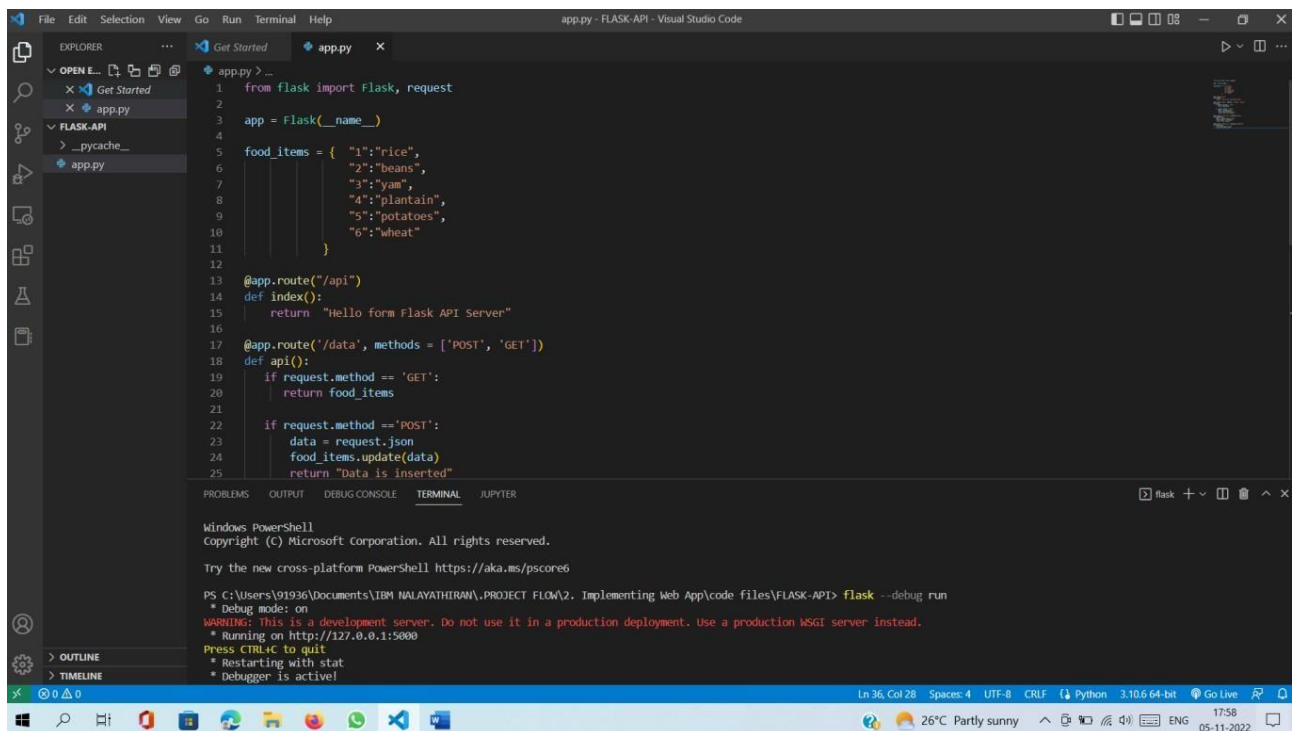 File Edit Selection View Go Run Terminal Help
app.py - FLASK-API - Visual Studio Code
EXPLORER
OPEN E...
Get Started
app.py
FLASK-API
__pycache__
app.py
OUTLINE
TIMELINE
Get Started app.py
app.py > ...
1 from flask import Flask, request
2
3 app = Flask(__name__)
4
5 food_items = { "1":"rice",
6 "2":"beans",
7 "3":"yam",
8 "4":"plantain",
9 "5":"potatoes",
10 "6":"wheat"
11 }
12
13 @app.route("/api")
14 def index():
15 return "Hello form Flask API Server"
16
17 @app.route('/data', methods = ['POST', 'GET'])
18 def api():
19 if request.method == 'GET':
20 return food_items
21
22 if request.method =='POST':
23 data = request.json
24 food_items.update(data)
25 return "Data is inserted"
PROBLEMS OUTPUT DEBUG CONSOLE TERMINAL JUPYTER
flask
Windows PowerShell
Copyright (C) Microsoft Corporation. All rights reserved.
Try the new cross-platform PowerShell https://aka.ms/pscore6
PS C:\Users\91936\Documents\IBM NALAYATHIRAN\.PROJECT FLOW\2. Implementing Web App\code files\FLASK-API> flask --debug run
* Debug mode: on
WARNING: This is a development server. Do not use it in a production deployment. Use a production WSGI server instead.
* Running on http://127.0.0.1:5000
Press CTRL+C to quit
* Restarting with stat
* Debugger is active!
0 0
Ln 36, Col 28 Spaces: 4 UTF-8 CRLF Python 3.10.6 64-bit Go Live
26°C Partly sunny ENG
17:58
05-11-2022